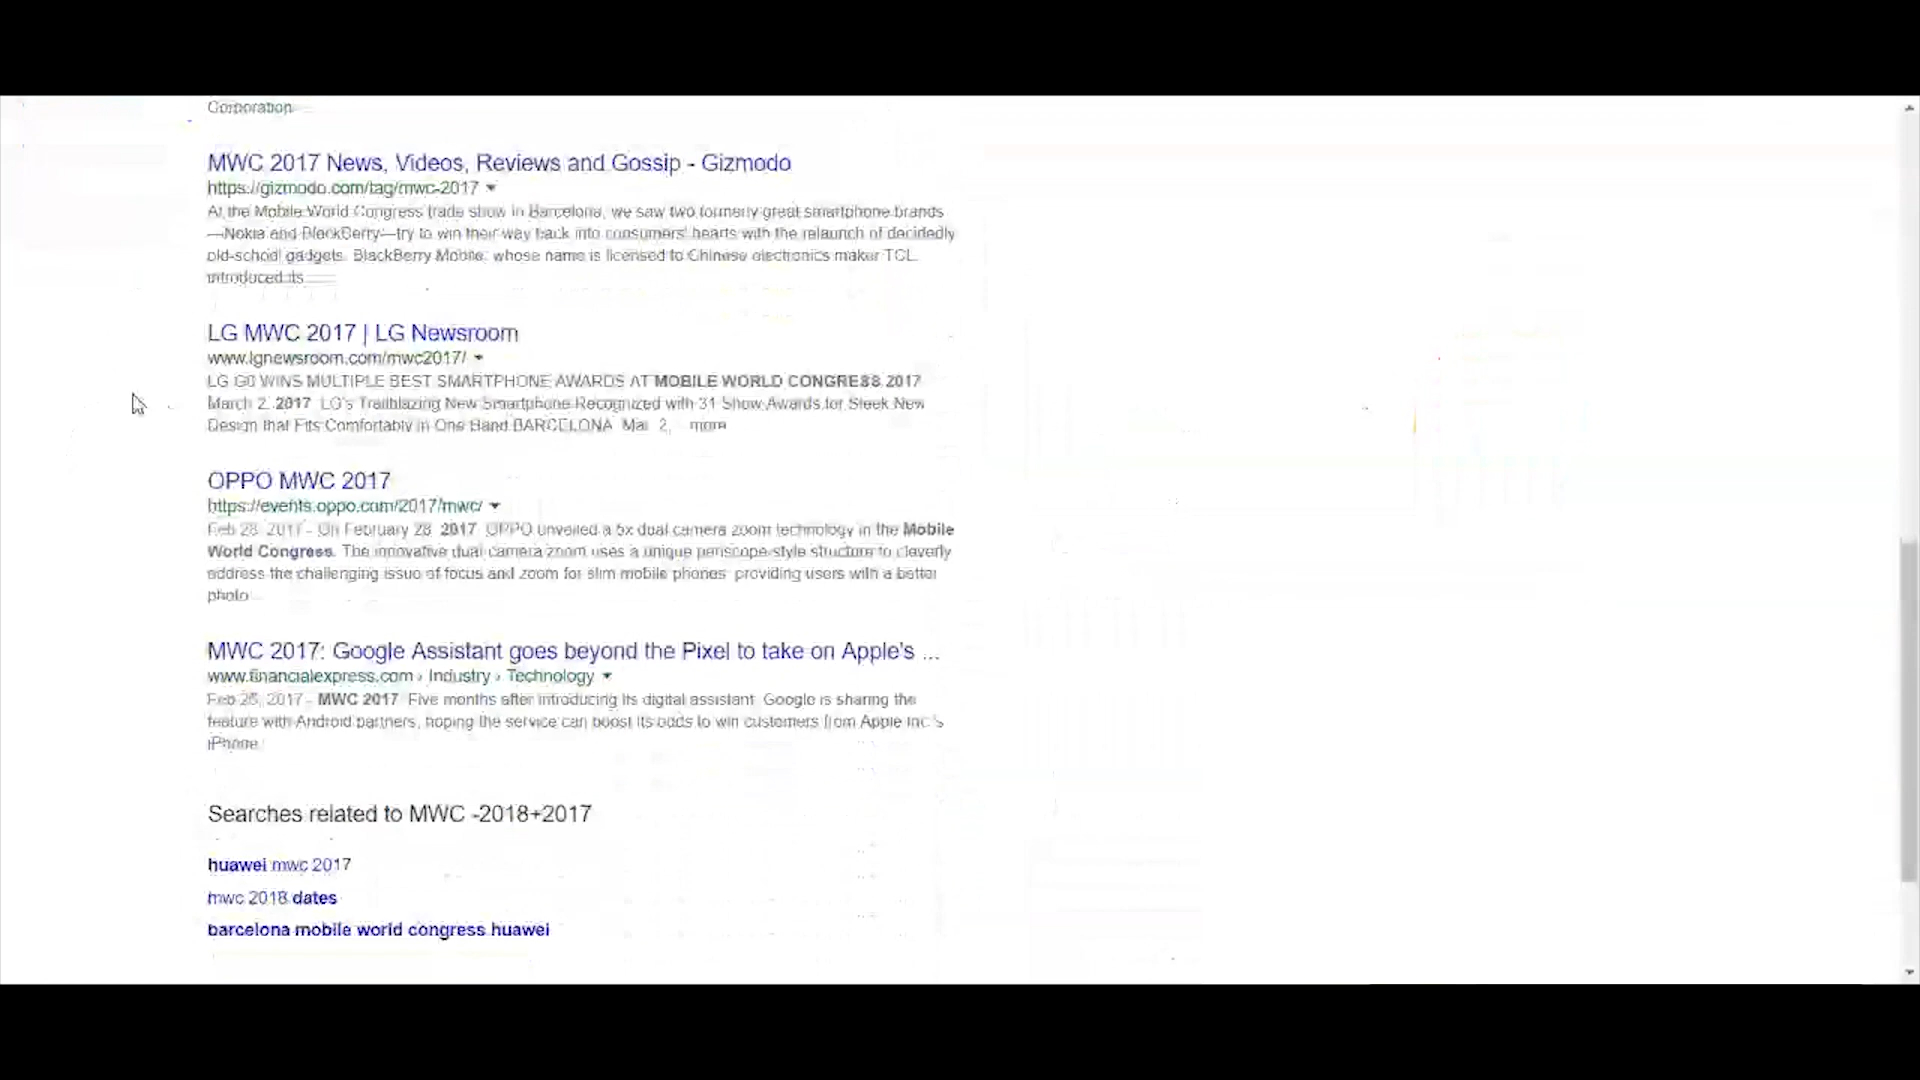 Corporation
MWC 2017 News, Videos, Reviews and Gossip - Gizmodo
https://gizmodo.com/tag/mwc-2017
At the Mobile World Congress trade show in Barcelona, we saw two formerly great smartphone brands
—Nokia and BlackBerry—try to win their way back into consumers' hearts with the relaunch of decidedly
old-school gadgets. BlackBerry Mobile, whose name is licensed to Chinese electronics maker TCL,
introduced its
LG MWC 2017 | LG Newsroom
www.lgnewsroom.com/mwc2017/
LG G6 WINS MULTIPLE BEST SMARTPHONE AWARDS AT MOBILE WORLD CONGRESS 2017
March 2, 2017 LG's Trailblazing New Smartphone Recognized with 31 Show Awards for Sleek New
Design that Fits Comfortably in One Hand BARCELONA, Mar. 2, more
OPPO MWC 2017
https://events.oppo.com/2017/mwc/
Feb 28, 2017 - On February 28, 2017, OPPO unveiled a 5x dual camera zoom technology in the Mobile
World Congress. The innovative dual camera zoom uses a unique periscope-style structure to cleverly
address the challenging issue of focus and zoom for slim mobile phones, providing users with a better
photo
MWC 2017: Google Assistant goes beyond the Pixel to take on Apple's ...
www.financialexpress.com › Industry › Technology
2017 - MWC 2017 Five months after introducing its digital assistant, Google is sharing the
feature with Android partners, hoping the service can boost its odds to win customers from Apple Inc.'s
iPhone.
Searches related to MWC -2018+2017
huawei mwc 2017
mwc 2018 dates
barcelona mobile world congress huawei